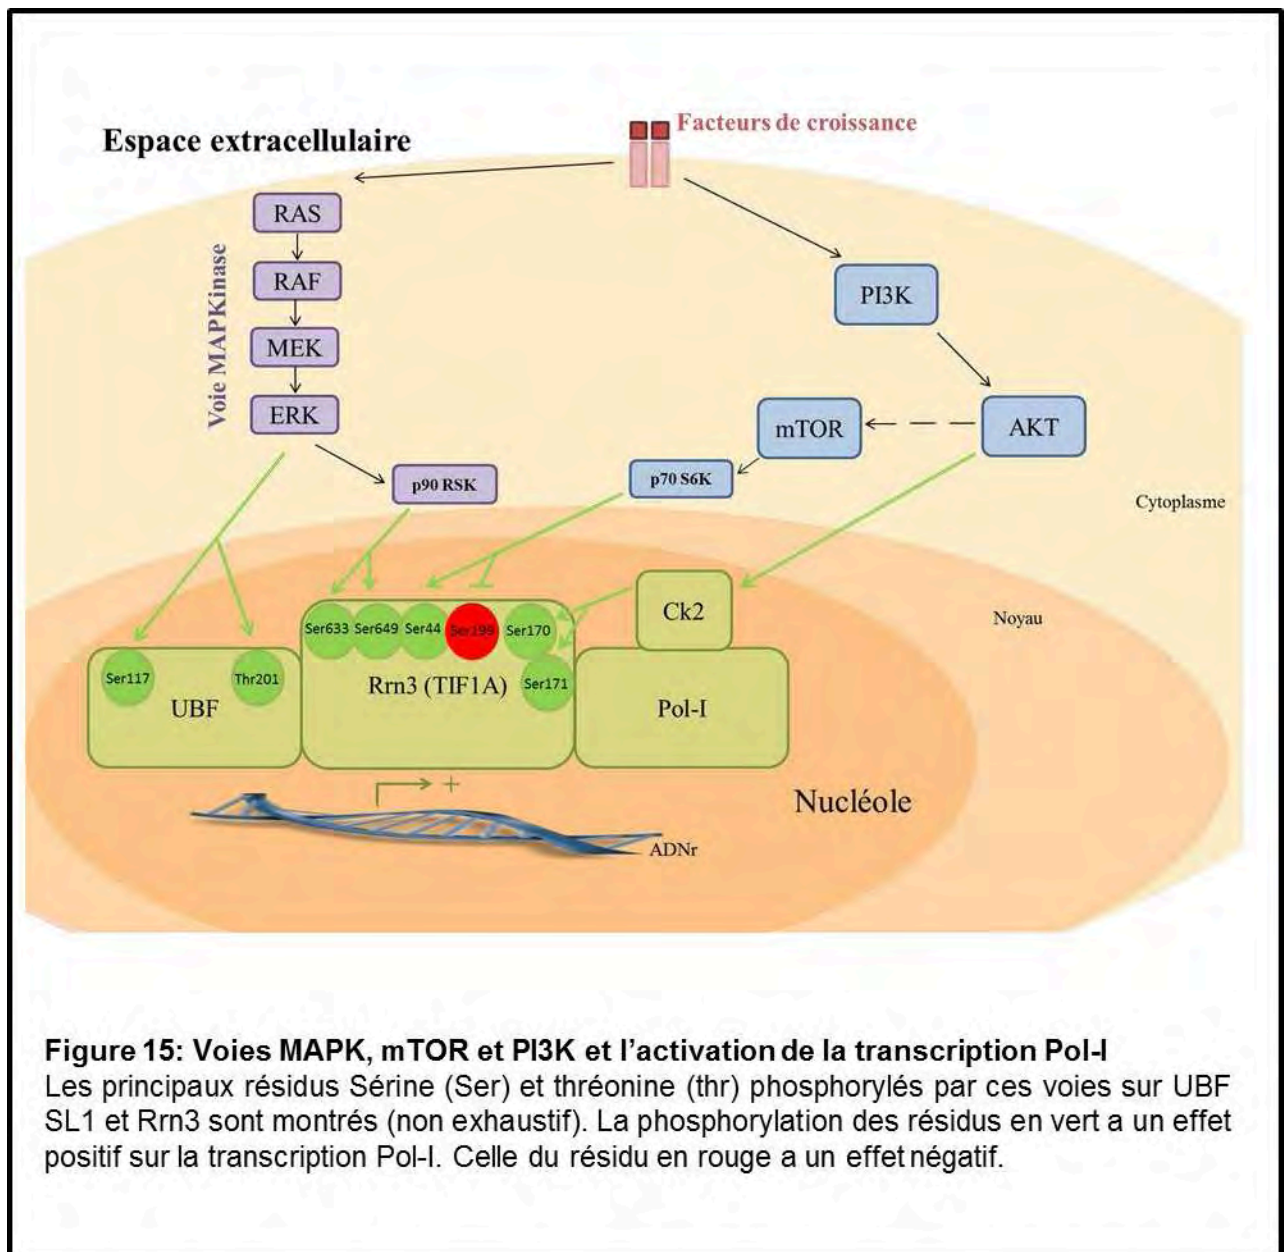 Espace extracellulaire
Facteurs de croissance
Voie MAPKinase
RAS
RAF
MEK
ERK
p90 RSK
PI3K
AKT
mTOR
p70 S6K
Cytoplasme
Noyau
Ck2
Ser633 Ser649 Ser44 Ser199 Ser170
Ser117 Thr201 Rrn3 (TIF1A) Ser171
UBF Pol-I
+
Nucléole
ADNr
Figure 15: Voies MAPK, mTOR et PI3K et l'activation de la transcription Pol-I
Les principaux résidus Sérine (Ser) et thréonine (thr) phosphorylés par ces voies sur UBF
SL1 et Rrn3 sont montrés (non exhaustif). La phosphorylation des résidus en vert a un effet
positif sur la transcription Pol-I. Celle du résidu en rouge a un effet négatif.